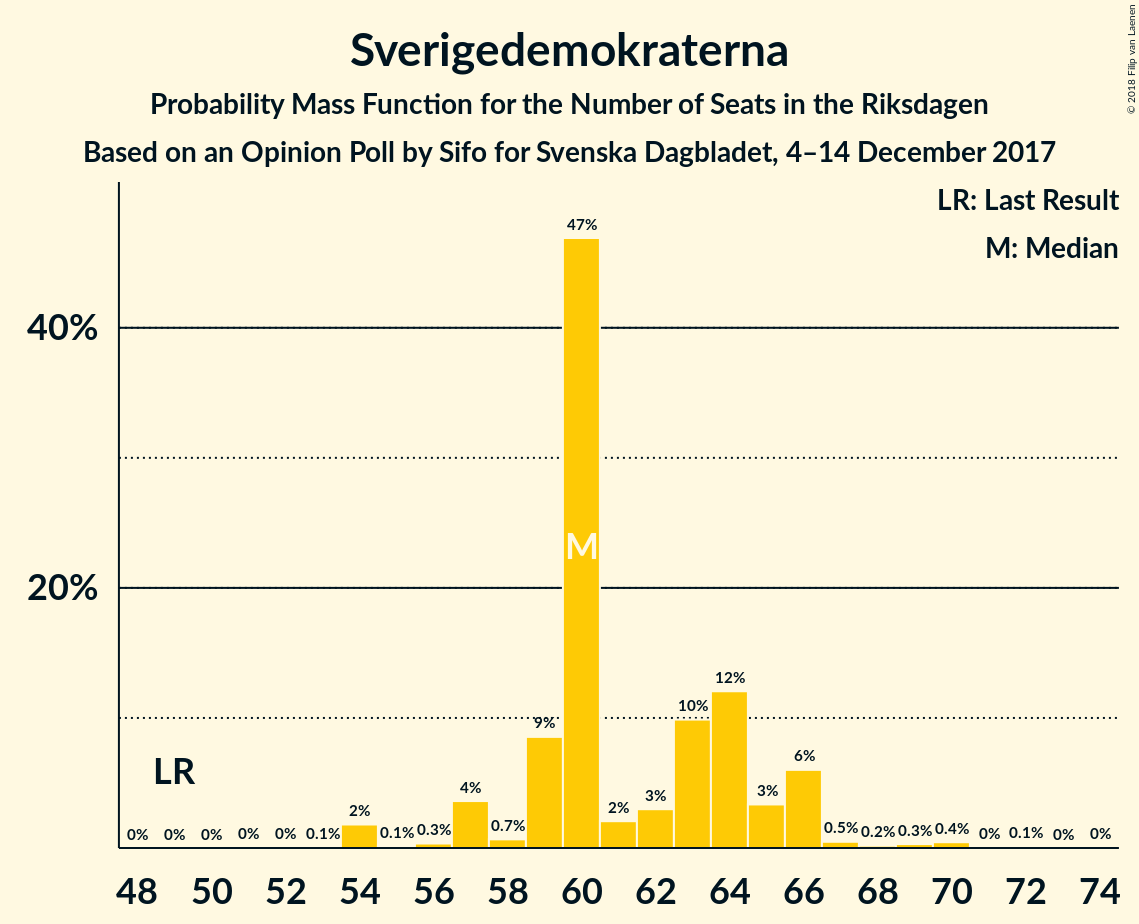 © 2018 Filip van Laenen
Sverigedemokraterna
Probability Mass Function for the Number of Seats in the Riksdagen
Based on an Opinion Poll by Sifo for Svenska Dagbladet, 4–14 December 2017
LR: Last Result
M: Median
40%
20%
LR
M
0% 0% 0% 0% 0% 0.1% 2% 0.1% 0.3% 4% 0.7% 9% 47% 2% 3% 10% 12% 3% 6% 0.5% 0.2% 0.3% 0.4% 0% 0.1% 0% 0%
48 50 52 54 56 58 60 62 64 66 68 70 72 74